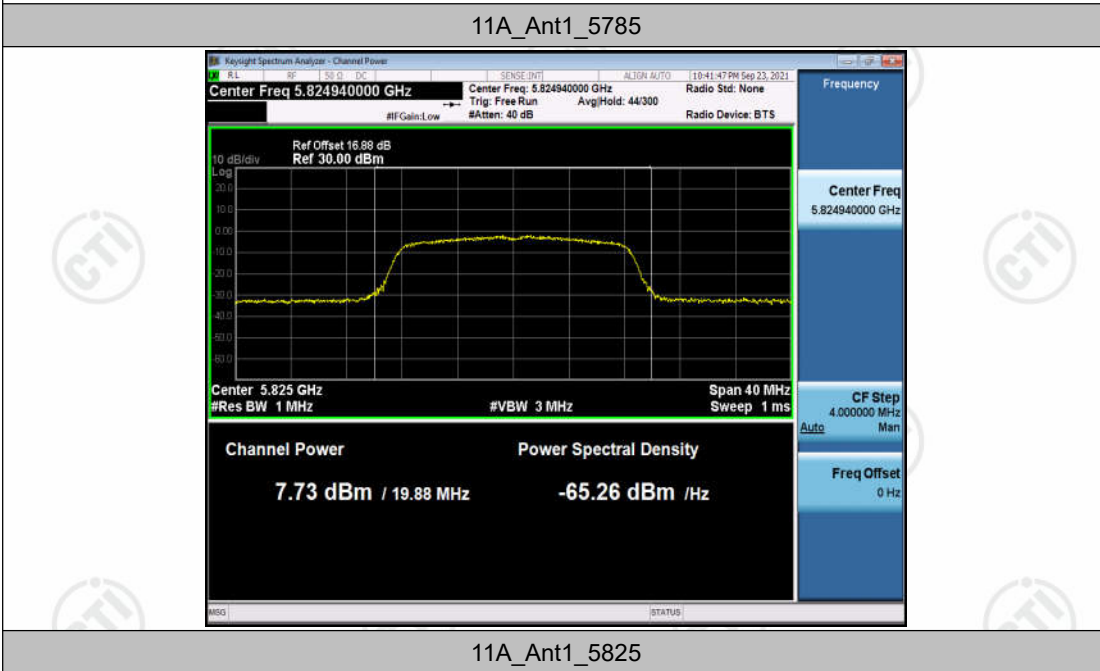 11A_Ant1_5785
Keysight Spectrum Analyzer - Channel Power
RL RF 50 Ω DC SENSE:INT ALIGN AUTO 10:41:47 PM Sep 23, 2021
Center Freq 5.824940000 GHz
Center Freq: 5.824940000 GHz
Radio Std: None
Trig: Free Run Avg|Hold: 44/300
#IFGain:Low
#Atten: 40 dB
Radio Device: BTS
Ref Offset 16.88 dB
10 dB/div Ref 30.00 dBm
Log
20.0
10.0
0.00
-10.0
-20.0
-30.0
-40.0
-50.0
-60.0
Center 5.825 GHz Span 40 MHz
#Res BW 1 MHz #VBW 3 MHz Sweep 1 ms
Channel Power Power Spectral Density
7.73 dBm / 19.88 MHz -65.26 dBm /Hz
Frequency
Center Freq
5.824940000 GHz
CF Step
4.000000 MHz
Auto Man
Freq Offset
0 Hz
MSG STATUS
CTI
CTI
CTI
CTI
11A_Ant1_5825